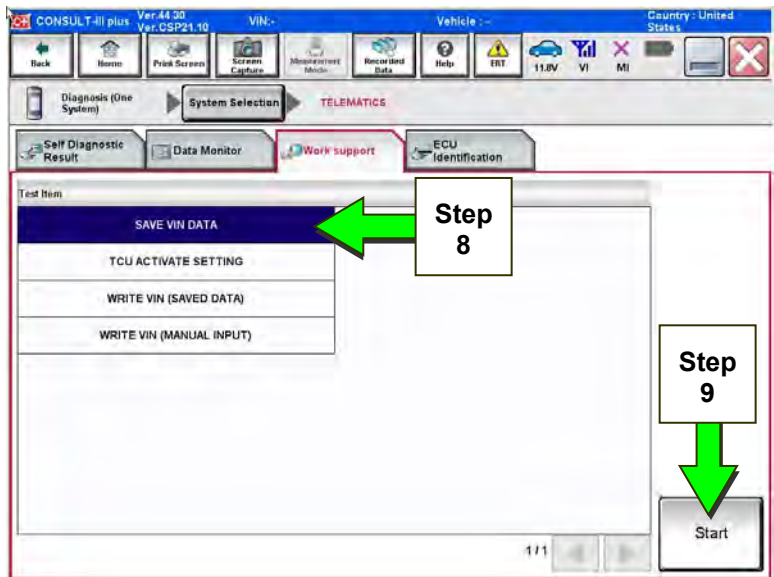 CONSULT-III plus Ver.44.30 VIN:- Vehicle : - Country : United
Ver.CSP21.10 States
Back Home Print Screen Screen Capture Measurement Mode Recorded Data Help ERT 11.8V VI MI
Diagnosis (One System) System Selection TELEMATICS
Self Diagnostic Result Data Monitor Work support ECU Identification
Test Item
SAVE VIN DATA
Step
8
TCU ACTIVATE SETTING
WRITE VIN (SAVED DATA)
WRITE VIN (MANUAL INPUT)
Step
9
Start
1/1